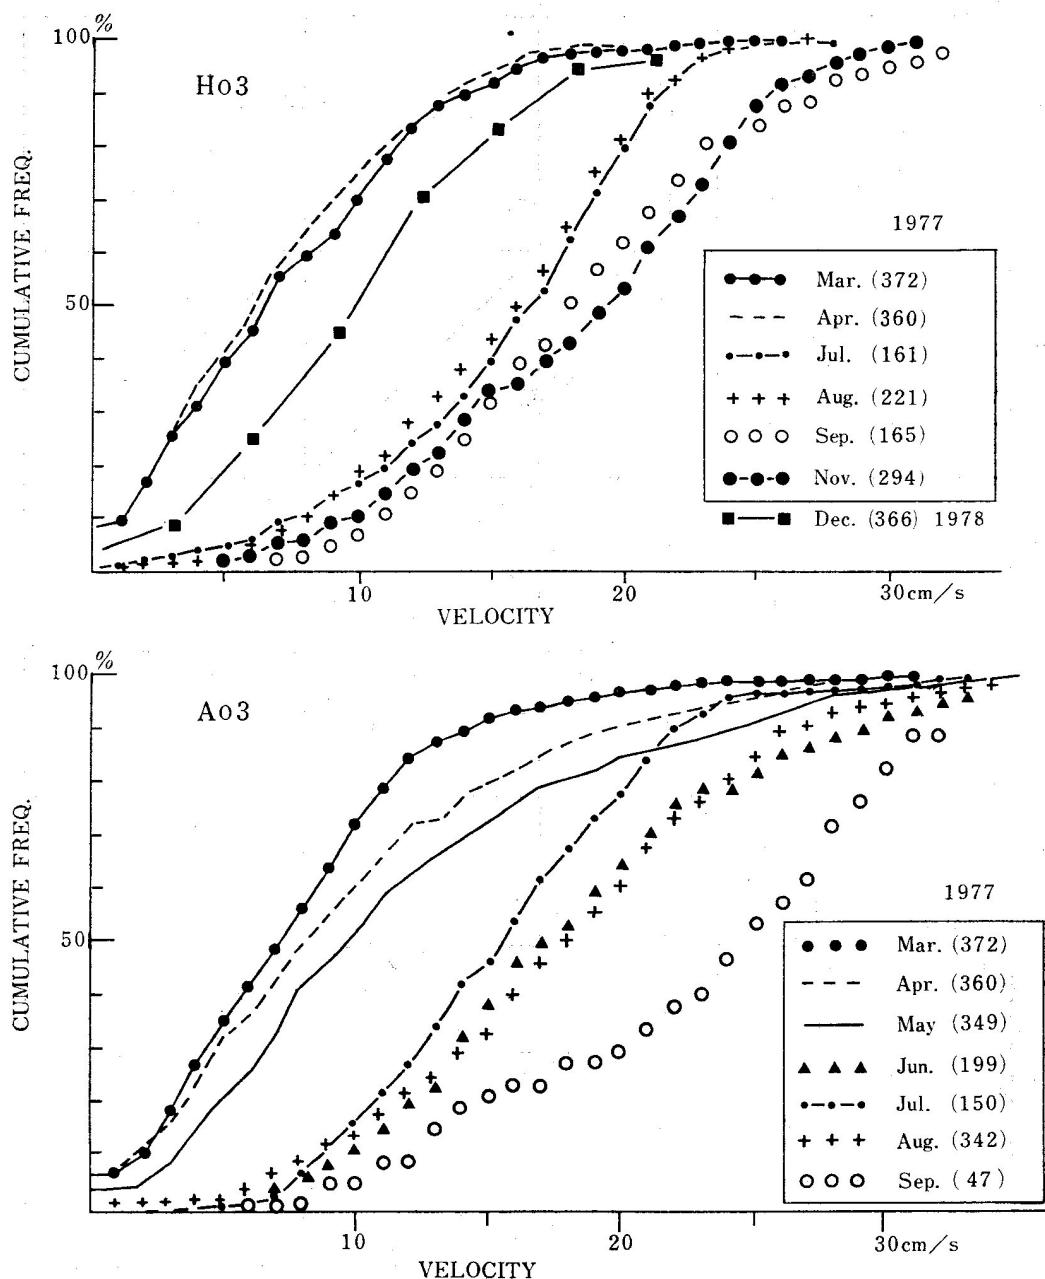 %
100
Ho3
CUMULATIVE FREQ.
50
1977
Mar. (372)
Apr. (360)
Jul. (161)
Aug. (221)
Sep. (165)
Nov. (294)
Dec. (366) 1978
10 20 30cm/s
VELOCITY
100 %
Ao3
CUMULATIVE FREQ.
50
1977
Mar. (372)
Apr. (360)
May (349)
Jun. (199)
Jul. (150)
Aug. (342)
Sep. ( 47)
10 20 30cm/s
VELOCITY